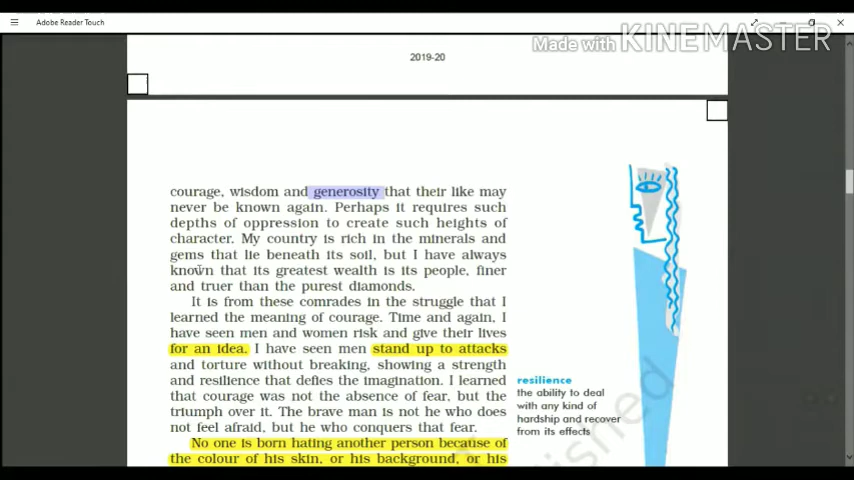 Adobe Reader Touch
Made with KINEMASTER
2019-20
courage, wisdom and generosity that their like may
never be known again. Perhaps it requires such
depths of oppression to create such heights of
character. My country is rich in the minerals and
gems that lie beneath its soil, but I have always
known that its greatest wealth is its people, finer
and truer than the purest diamonds.
It is from these comrades in the struggle that I
learned the meaning of courage. Time and again, I
have seen men and women risk and give their lives
for an idea. I have seen men stand up to attacks
and torture without breaking, showing a strength
and resilience that defies the imagination. I learned
that courage was not the absence of fear, but the
triumph over it. The brave man is not he who does
not feel afraid, but he who conquers that fear.
No one is born hating another person because of
the colour of his skin, or his background, or his
resilience
the ability to deal
with any kind of
hardship and recover
from its effects